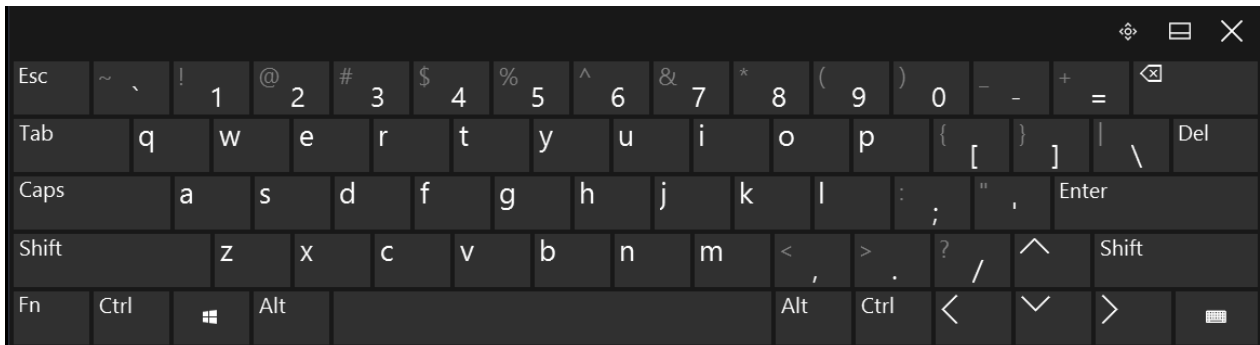 Esc ~ ` ! 1 @ 2 # 3 $ 4 % 5 ^ 6 & 7 * 8 ( 9 ) 0 _ - + =
Tab q w e r t y u i o p { [ } ] | \ Del
Caps a s d f g h j k l : ; " ' Enter
Shift z x c v b n m < , > . ? / Shift
Fn Ctrl Alt Alt Ctrl